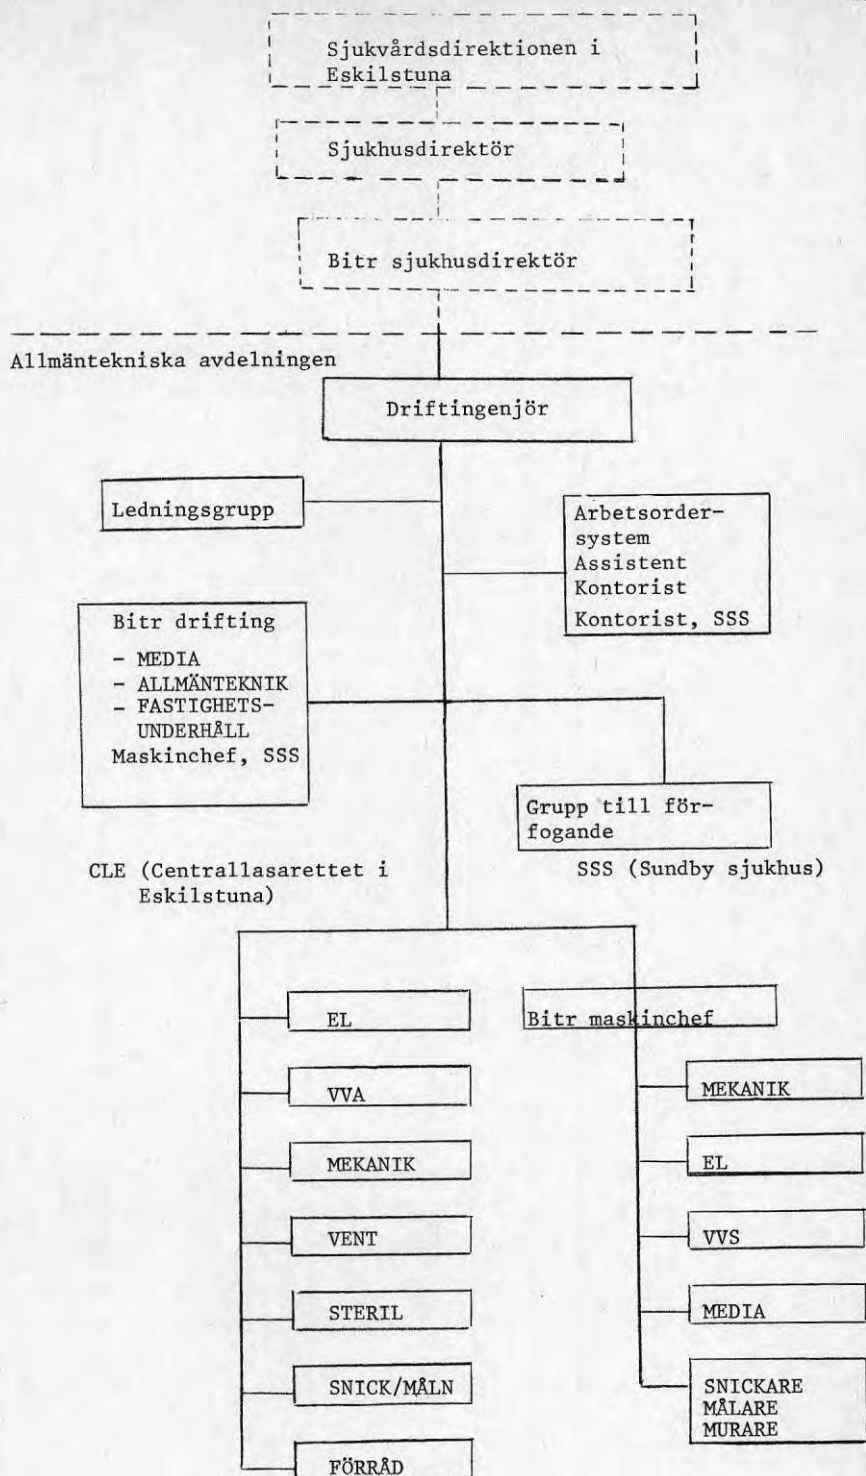 Sjukvårdsdirektionen i
Eskilstuna
Sjukhusdirektör
Bitr sjukhusdirektör
Allmäntekniska avdelningen
Driftingenjör
Ledningsgrupp
Arbetsorder-
system
Assistent
Kontorist
Kontorist, SSS
Bitr drifting
- MEDIA
- ALLMÄNTEKNIK
- FASTIGHETS-
UNDERHÅLL
Maskinchef, SSS
Grupp till för-
fogande
CLE (Centrallasarettet i
Eskilstuna)
SSS (Sundby sjukhus)
EL
VVA
MEKANIK
VENT
STERIL
SNICK/MÅLN
FÖRRÅD
Bitr maskinchef
MEKANIK
EL
VVS
MEDIA
SNICKARE
MÅLARE
MURARE